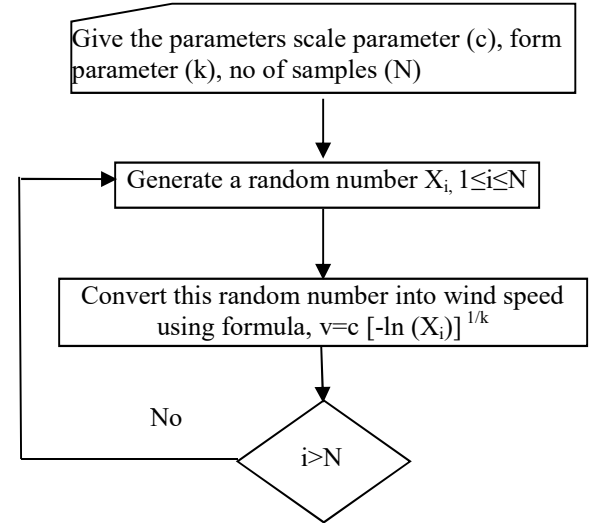 Give the parameters scale parameter (c), form
parameter (k), no of samples (N)
Generate a random number Xᵢ, 1≤i≤N
Convert this random number into wind speed
using formula, v=c [-ln (Xᵢ)] ¹/ᵏ
No
i>N